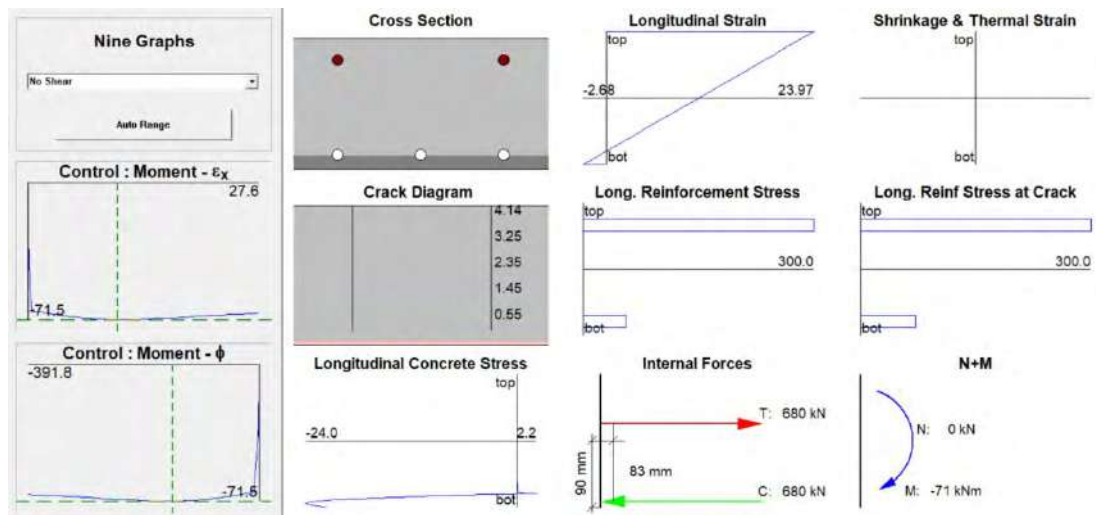 Nine Graphs
No Shear
Auto Range
Control : Moment - εx
27.6
-71.5
Control : Moment - ϕ
-391.8
-71.5
Cross Section
Crack Diagram
4.14
3.25
2.35
1.45
0.55
Longitudinal Concrete Stress
top
-24.0
2.2
bot
Longitudinal Strain
top
-2.68
23.97
bot
Long. Reinforcement Stress
top
300.0
bot
Internal Forces
T: 680 kN
90 mm
83 mm
C: 680 kN
Shrinkage & Thermal Strain
top
bot
Long. Reinf Stress at Crack
top
300.0
bot
N+M
N: 0 kN
M: -71 kNm